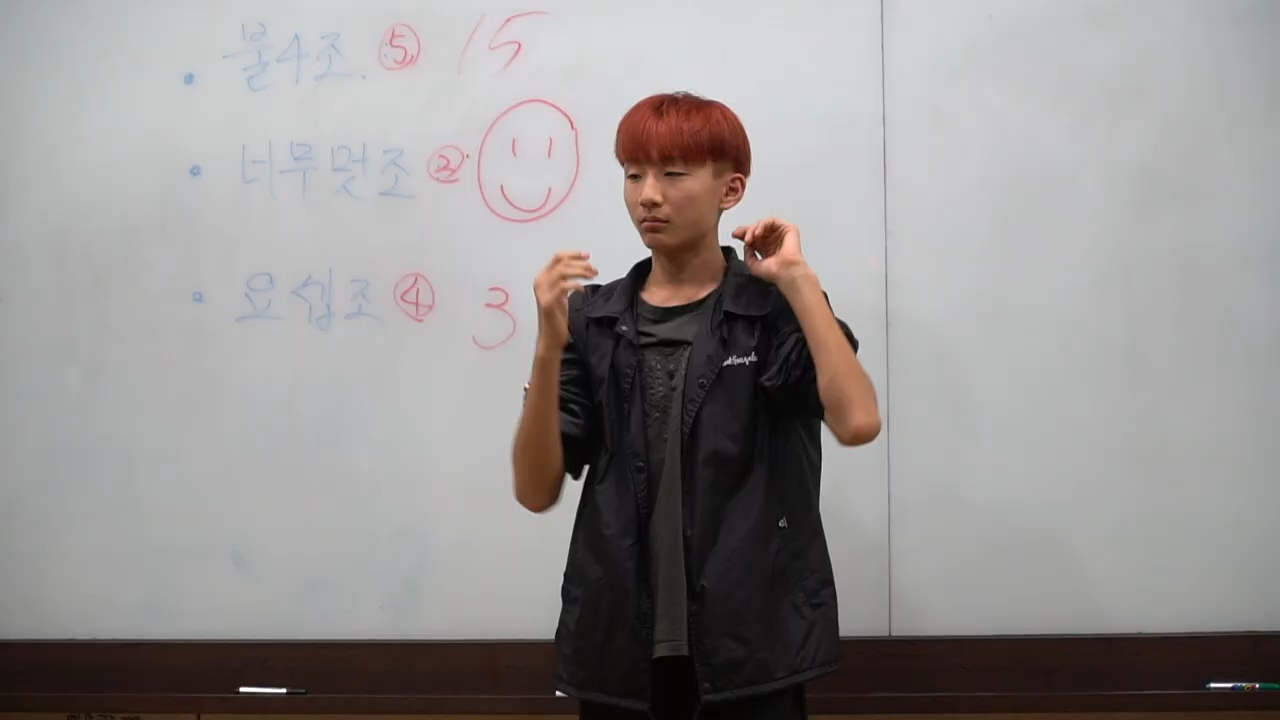 • 불4조. ⑤ 15
• 너무멋조 ②
• 요섭조 ④ 3